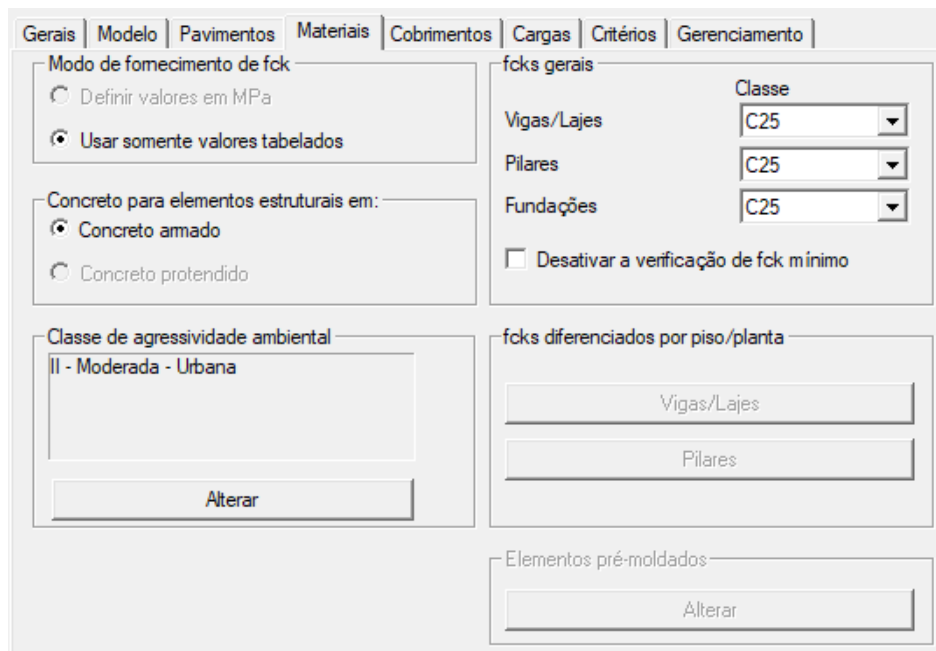 Gerais Modelo Pavimentos Materiais Cobrimentos Cargas Critérios Gerenciamento
Modo de fornecimento de fck
Definir valores em MPa
Usar somente valores tabelados
Concreto para elementos estruturais em:
Concreto armado
Concreto protendido
Classe de agressividade ambiental
II - Moderada - Urbana
Alterar
fcks gerais
Classe
Vigas/Lajes C25
Pilares C25
Fundações C25
Desativar a verificação de fck mínimo
fcks diferenciados por piso/planta
Vigas/Lajes
Pilares
Elementos pré-moldados
Alterar